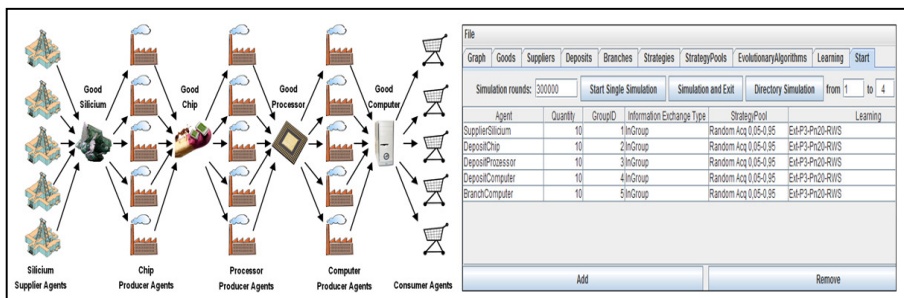 Good
Silicium
Good
Chip
Good
Processor
Good
Computer
Silicium
Supplier Agents
Chip
Producer Agents
Processor
Producer Agents
Computer
Producer Agents
Consumer Agents
File
Graph Goods Suppliers Deposits Branches Strategies StrategyPools EvolutionaryAlgorithms Learning Start
Simulation rounds: 300000 Start Single Simulation Simulation and Exit Directory Simulation from 1 to 4
Agent Quantity GroupID Information Exchange Type StrategyPool Learning
SupplierSilicium 10 1 InGroup Random Acq 0,05-0,95 Ext-P3-Pn20-RWS
DepositChip 10 2 InGroup Random Acq 0,05-0,95 Ext-P3-Pn20-RWS
DepositProzessor 10 3 InGroup Random Acq 0,05-0,95 Ext-P3-Pn20-RWS
DepositComputer 10 4 InGroup Random Acq 0,05-0,95 Ext-P3-Pn20-RWS
BranchComputer 10 5 InGroup Random Acq 0,05-0,95 Ext-P3-Pn20-RWS
Add Remove